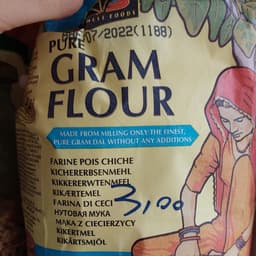 07/2022(1188)
PURE
GRAM
FLOUR
MADE FROM MILLING ONLY THE FINEST,
PURE GRAM DAL WITHOUT ANY ADDITIONS
FARINE POIS CHICHE
KICHERERBSENMEHL
KIKKERERWTENMEEL
KIKÆRTEMEL
FARINA DI CECI
НУТОВАЯ МУКА
MĄKA Z CIECIERZYCY
KIKERTMEL
KIKÄRTSMJÖL
3,00